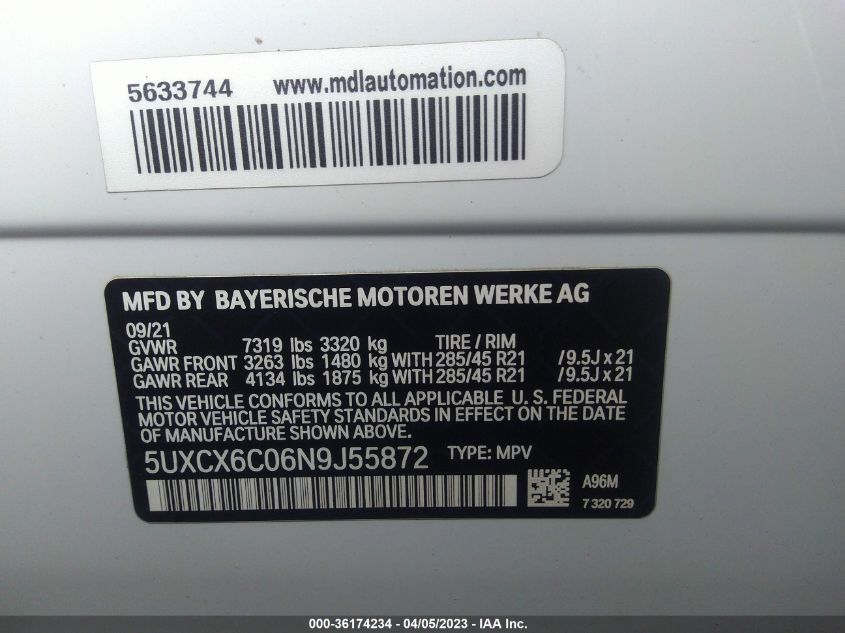 5633744 www.mdlautomation.com
MFD BY BAYERISCHE MOTOREN WERKE AG
09/21
GVWR 7319 lbs 3320 kg TIRE / RIM
GAWR FRONT 3263 lbs 1480 kg WITH 285/45 R21 /9.5J x 21
GAWR REAR 4134 lbs 1875 kg WITH 285/45 R21 /9.5J x 21
THIS VEHICLE CONFORMS TO ALL APPLICABLE U. S. FEDERAL
MOTOR VEHICLE SAFETY STANDARDS IN EFFECT ON THE DATE
OF MANUFACTURE SHOWN ABOVE.
5UXCX6C06N9J55872 TYPE: MPV
A96M
7 320 729
000-36174234 - 04/05/2023 - IAA Inc.